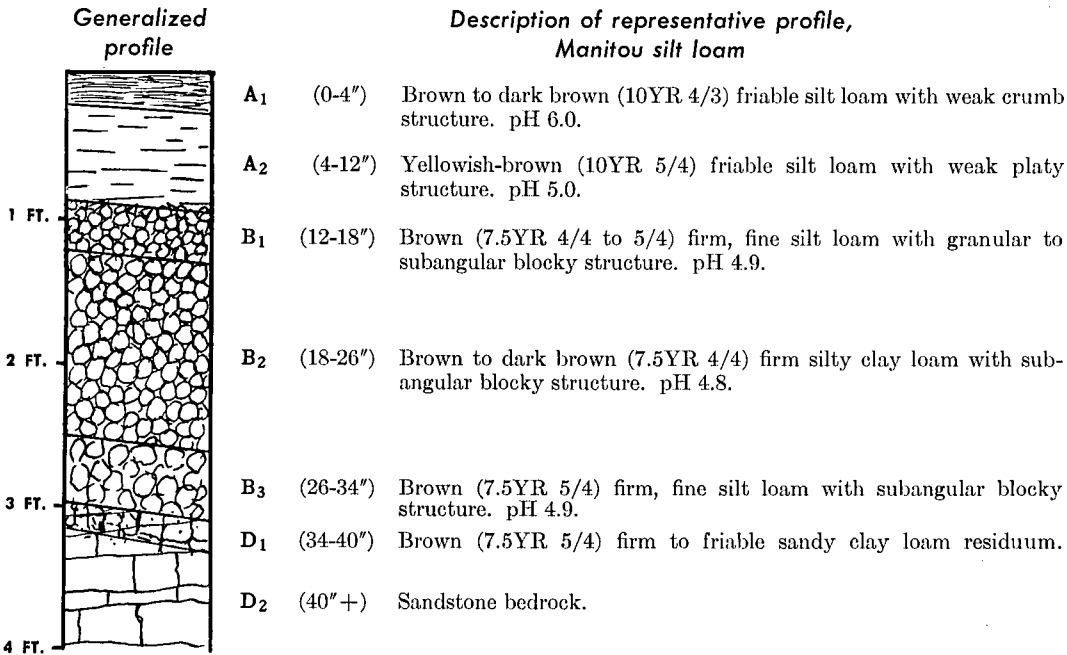 Generalized profile
Description of representative profile,
Manitou silt loam
1 FT.
2 FT.
3 FT.
4 FT.
A1 (0-4″) Brown to dark brown (10YR 4/3) friable silt loam with weak crumb
structure. pH 6.0.
A2 (4-12″) Yellowish-brown (10YR 5/4) friable silt loam with weak platy
structure. pH 5.0.
B1 (12-18″) Brown (7.5YR 4/4 to 5/4) firm, fine silt loam with granular to
subangular blocky structure. pH 4.9.
B2 (18-26″) Brown to dark brown (7.5YR 4/4) firm silty clay loam with sub-
angular blocky structure. pH 4.8.
B3 (26-34″) Brown (7.5YR 5/4) firm, fine silt loam with subangular blocky
structure. pH 4.9.
D1 (34-40″) Brown (7.5YR 5/4) firm to friable sandy clay loam residuum.
D2 (40″+) Sandstone bedrock.